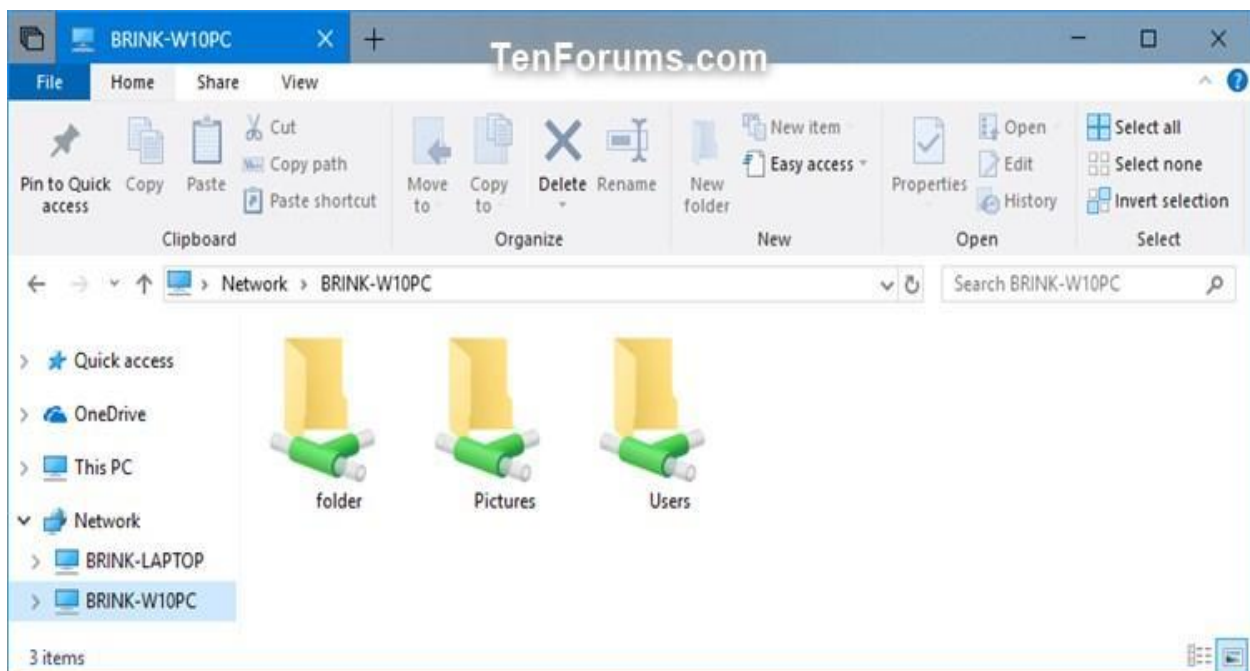 BRINK-W10PC
TenForums.com
File Home Share View
Pin to Quick access
Copy
Paste
Cut
Copy path
Paste shortcut
Clipboard
Move to
Copy to
Delete
Rename
Organize
New folder
New item
Easy access
New
Properties
Open
Edit
History
Open
Select all
Select none
Invert selection
Select
Network > BRINK-W10PC
Search BRINK-W10PC
Quick access
OneDrive
This PC
Network
BRINK-LAPTOP
BRINK-W10PC
folder
Pictures
Users
3 items